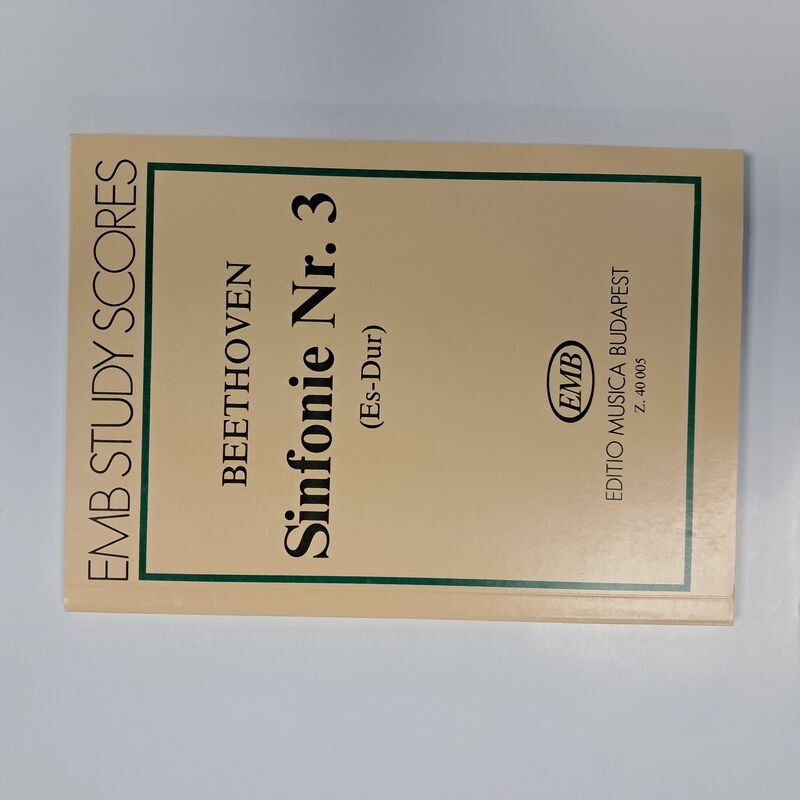 EMB STUDY SCORES
BEETHOVEN
Sinfonie Nr. 3
(Es-Dur)
EMB
EDITIO MUSICA BUDAPEST
Z. 40 005